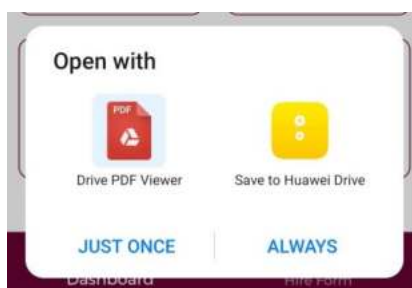 Open with
PDF
Drive PDF Viewer Save to Huawei Drive
JUST ONCE ALWAYS
Dashboard Hire Form